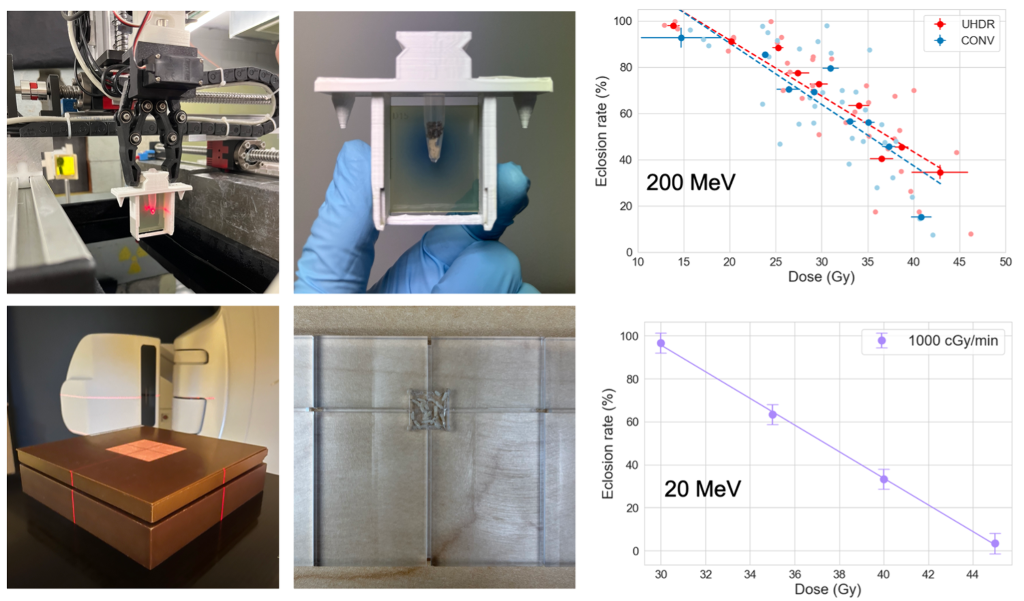 100
80
60
40
20
0
Eclosion rate (%)
UHDR
CONV
200 MeV
10 15 20 25 30 35 40 45 50
Dose (Gy)
100
80
60
40
20
0
Eclosion rate (%)
1000 cGy/min
20 MeV
30 32 34 36 38 40 42 44
Dose (Gy)